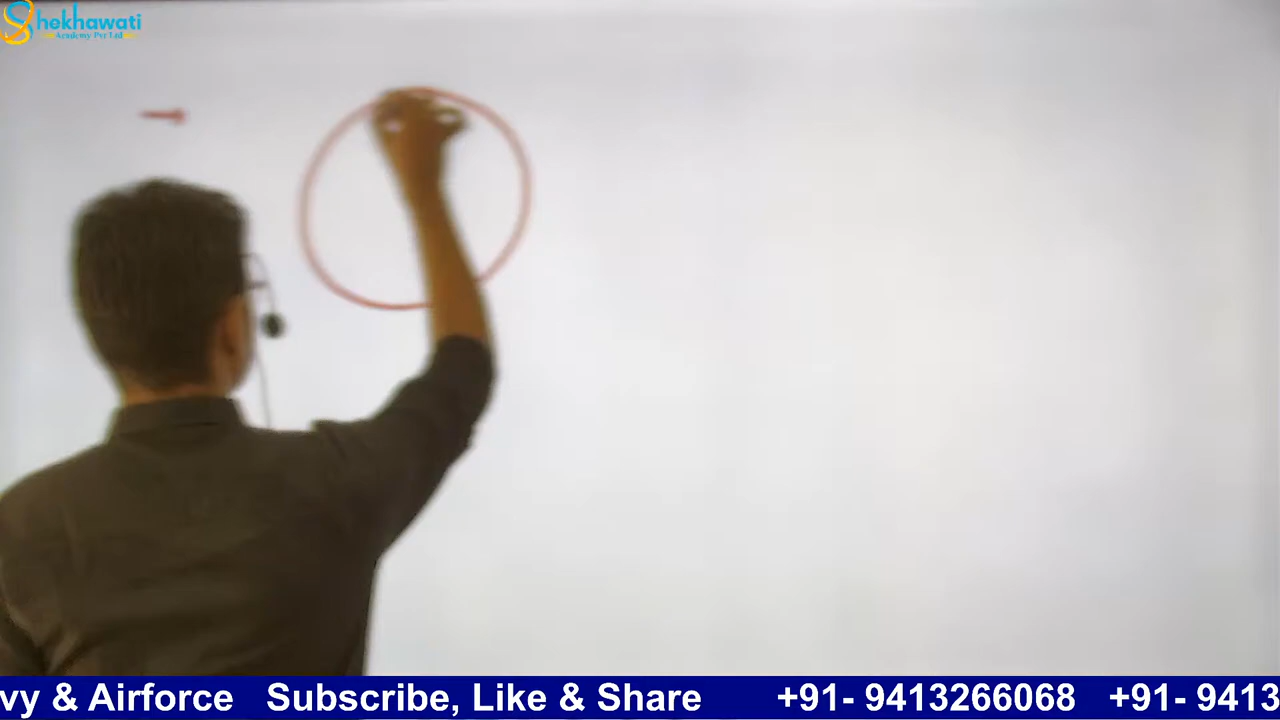 Shekhawati
Academy Pvt Ltd
vy & Airforce Subscribe, Like & Share +91- 9413266068 +91- 9413